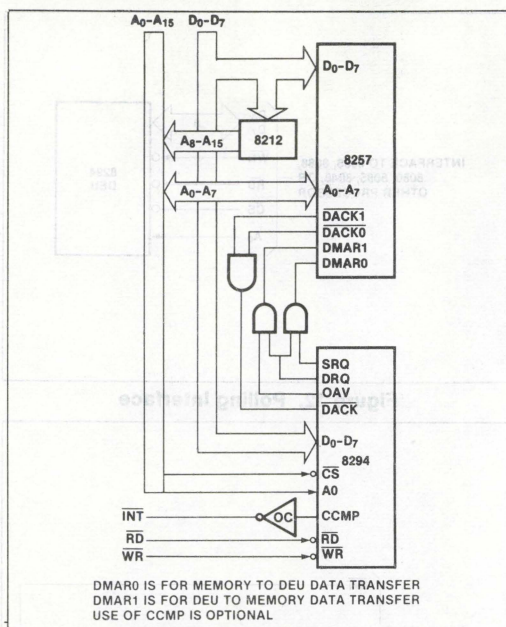 A0-A15 D0-D7
D0-D7
8212
A8-A15
8257
A0-A7 A0-A7
DACK1
DACK0
DMAR1
DMAR0
SRQ
DRQ
OAV
DACK
D0-D7
8294
CS
A0
INT OC CCMP
RD RD
WR WR
DMAR0 IS FOR MEMORY TO DEU DATA TRANSFER
DMAR1 IS FOR DEU TO MEMORY DATA TRANSFER
USE OF CCMP IS OPTIONAL
Polling Interface